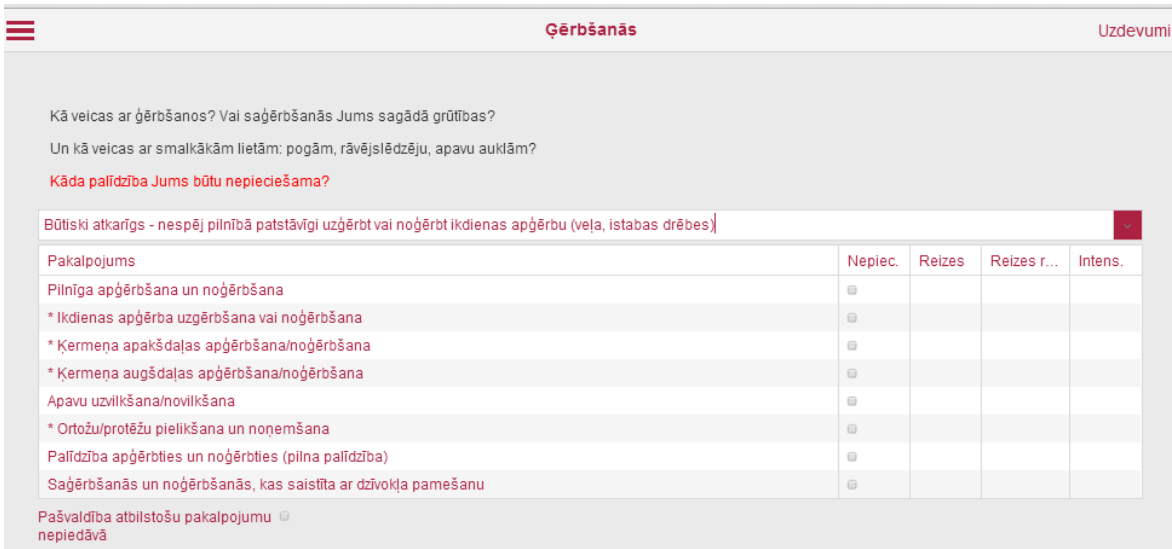 Ģērbšanās
Uzdevumi
Kā veicas ar ģērbšanos? Vai saģērbšanās Jums sagādā grūtības?
Un kā veicas ar smalkākām lietām: pogām, rāvējslēdzēju, apavu auklām?
Kāda palīdzība Jums būtu nepieciešama?
Būtiski atkarīgs - nespēj pilnībā patstāvīgi uzģērbt vai noģērbt ikdienas apģērbu (veļa, istabas drēbes)
Pakalpojums Nepiec. Reizes Reizes r... Intens.
Pilnīga apģērbšana un noģērbšana
* Ikdienas apģērba uzgērbšana vai noģērbšana
* Ķermeņa apakšdaļas apģērbšana/noģērbšana
* Ķermeņa augšdaļas apģērbšana/noģērbšana
Apavu uzvilkšana/novilkšana
* Ortožu/protēžu pielikšana un noņemšana
Palīdzība apģērbties un noģērbties (pilna palīdzība)
Saģērbšanās un noģērbšanās, kas saistīta ar dzīvokļa pamešanu
Pašvaldība atbilstošu pakalpojumu
nepiedāvā